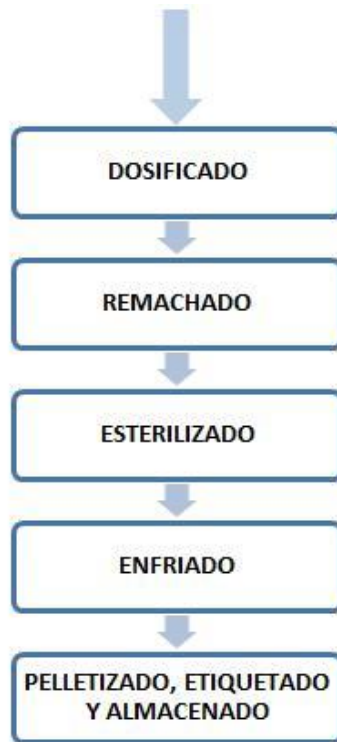 DOSIFICADO
REMACHADO
ESTERILIZADO
ENFRIADO
PELLETIZADO, ETIQUETADO
Y ALMACENADO